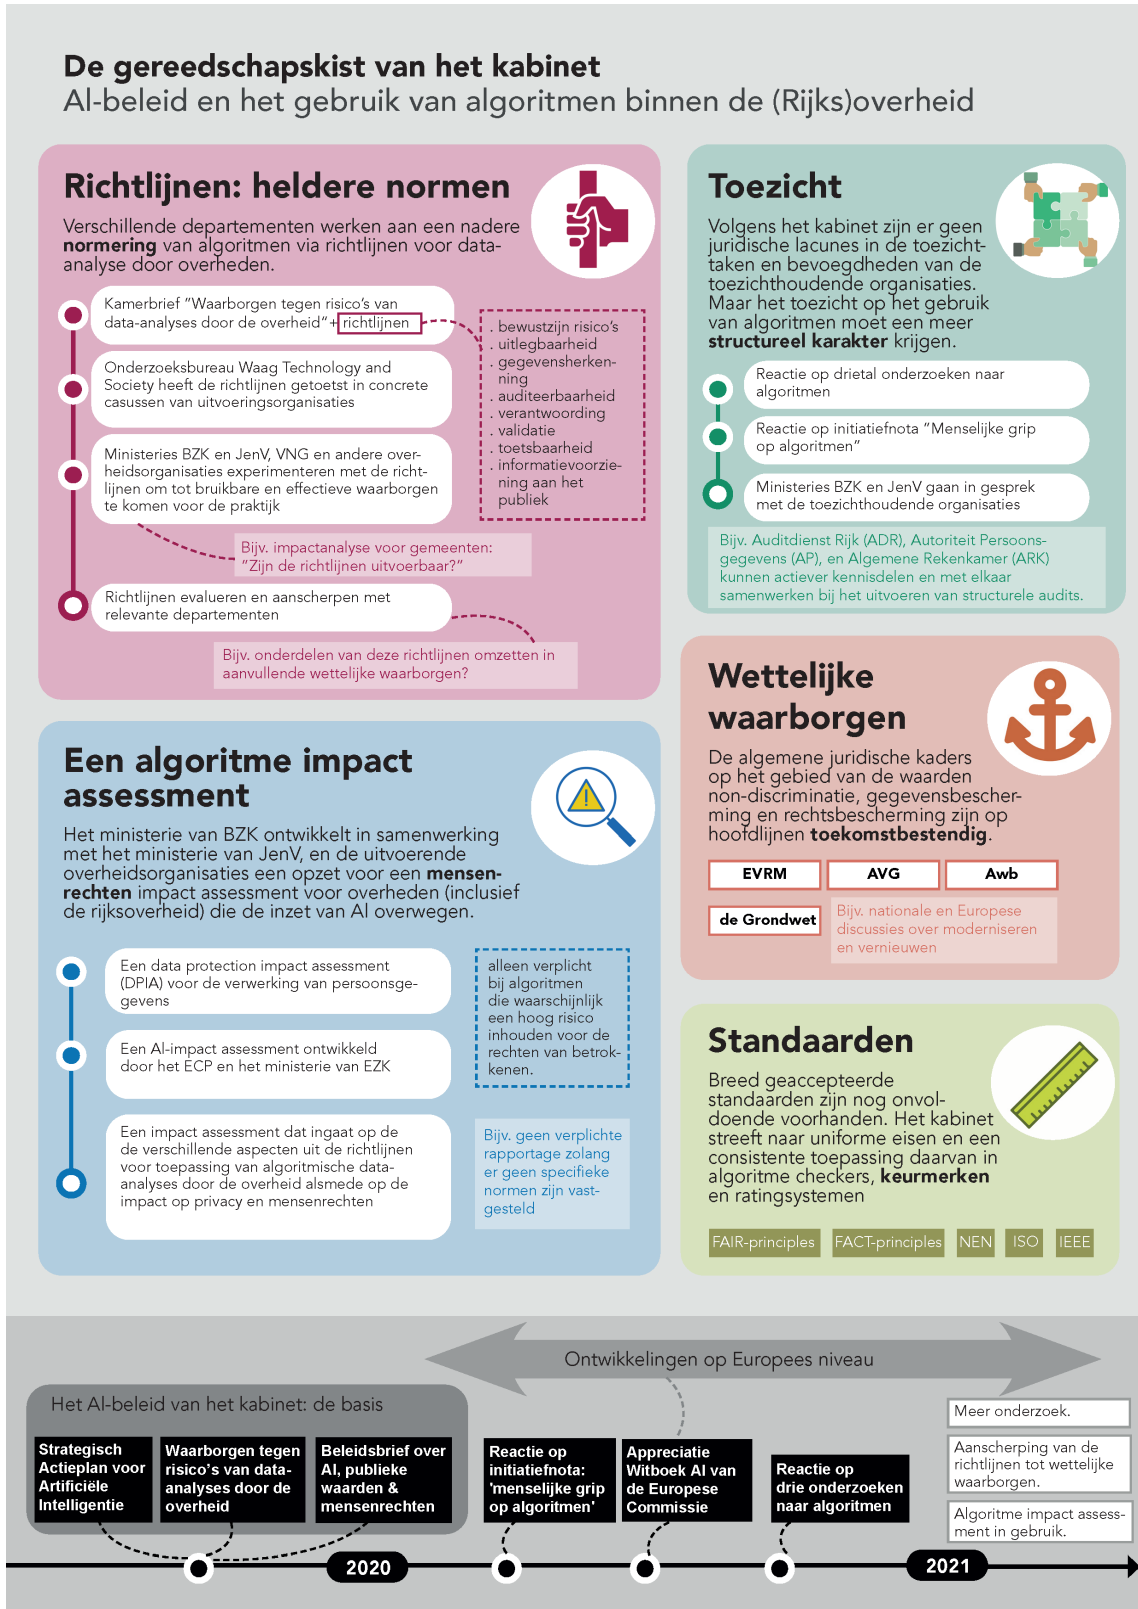 De gereedschapskist van het kabinet
AI-beleid en het gebruik van algoritmen binnen de (Rijks)overheid
Richtlijnen: heldere normen
Verschillende departementen werken aan een nadere
normering van algoritmen via richtlijnen voor data-
analyse door overheden.
Kamerbrief "Waarborgen tegen risico's van
data-analyses door de overheid"+ richtlijnen
Onderzoeksbureau Waag Technology and
Society heeft de richtlijnen getoetst in concrete
casussen van uitvoeringsorganisaties
Ministeries BZK en JenV, VNG en andere over-
heidsorganisaties experimenteren met de richt-
lijnen om tot bruikbare en effectieve waarborgen
te komen voor de praktijk
Bijv. impactanalyse voor gemeenten:
"Zijn de richtlijnen uitvoerbaar?"
Richtlijnen evalueren en aanscherpen met
relevante departementen
Bijv. onderdelen van deze richtlijnen omzetten in
aanvullende wettelijke waarborgen?
. bewustzijn risico's
. uitlegbaarheid
. gegevensherken-
ning
. auditeerbaarheid
. verantwoording
. validatie
. toetsbaarheid
. informatievoorzie-
ning aan het
publiek
Toezicht
Volgens het kabinet zijn er geen
juridische lacunes in de toezicht-
taken en bevoegdheden van de
toezichthoudende organisaties.
Maar het toezicht op het gebruik
van algoritmen moet een meer
structureel karakter krijgen.
Reactie op drietal onderzoeken naar
algoritmen
Reactie op initiatiefnota "Menselijke grip
op algoritmen"
Ministeries BZK en JenV gaan in gesprek
met de toezichthoudende organisaties
Bijv. Auditdienst Rijk (ADR), Autoriteit Persoons-
gegevens (AP), en Algemene Rekenkamer (ARK)
kunnen actiever kennisdelen en met elkaar
samenwerken bij het uitvoeren van structurele audits.
Een algoritme impact
assessment
Het ministerie van BZK ontwikkelt in samenwerking
met het ministerie van JenV, en de uitvoerende
overheidsorganisaties een opzet voor een mensen-
rechten impact assessment voor overheden (inclusief
de rijksoverheid) die de inzet van AI overwegen.
Een data protection impact assessment
(DPIA) voor de verwerking van persoonsge-
gevens
Een AI-impact assessment ontwikkeld
door het ECP en het ministerie van EZK
Een impact assessment dat ingaat op de
de verschillende aspecten uit de richtlijnen
voor toepassing van algoritmische data-
analyses door de overheid alsmede op de
impact op privacy en mensenrechten
alleen verplicht
bij algoritmen
die waarschijnlijk
een hoog risico
inhouden voor de
rechten van betrok-
kenen.
Bijv. geen verplichte
rapportage zolang
er geen specifieke
normen zijn vast-
gesteld
Wettelijke
waarborgen
De algemene juridische kaders
op het gebied van de waarden
non-discriminatie, gegevensbescher-
ming en rechtsbescherming zijn op
hoofdlijnen toekomstbestendig.
EVRM AVG Awb
de Grondwet
Bijv. nationale en Europese
discussies over moderniseren
en vernieuwen
Standaarden
Breed geaccepteerde
standaarden zijn nog onvol-
doende voorhanden. Het kabinet
streeft naar uniforme eisen en een
consistente toepassing daarvan in
algoritme checkers, keurmerken
en ratingsystemen
FAIR-principles FACT-principles NEN ISO IEEE
Ontwikkelingen op Europees niveau
Het AI-beleid van het kabinet: de basis
Strategisch
Actieplan voor
Artificiële
Intelligentie
Waarborgen tegen
risico's van data-
analyses door de
overheid
Beleidsbrief over
AI, publieke
waarden &
mensenrechten
Reactie op
initiatiefnota:
'menselijke grip
op algoritmen'
Appreciatie
Witboek AI van
de Europese
Commissie
Reactie op
drie onderzoeken
naar algoritmen
Meer onderzoek.
Aanscherping van de
richtlijnen tot wettelijke
waarborgen.
Algoritme impact assess-
ment in gebruik.
2020
2021